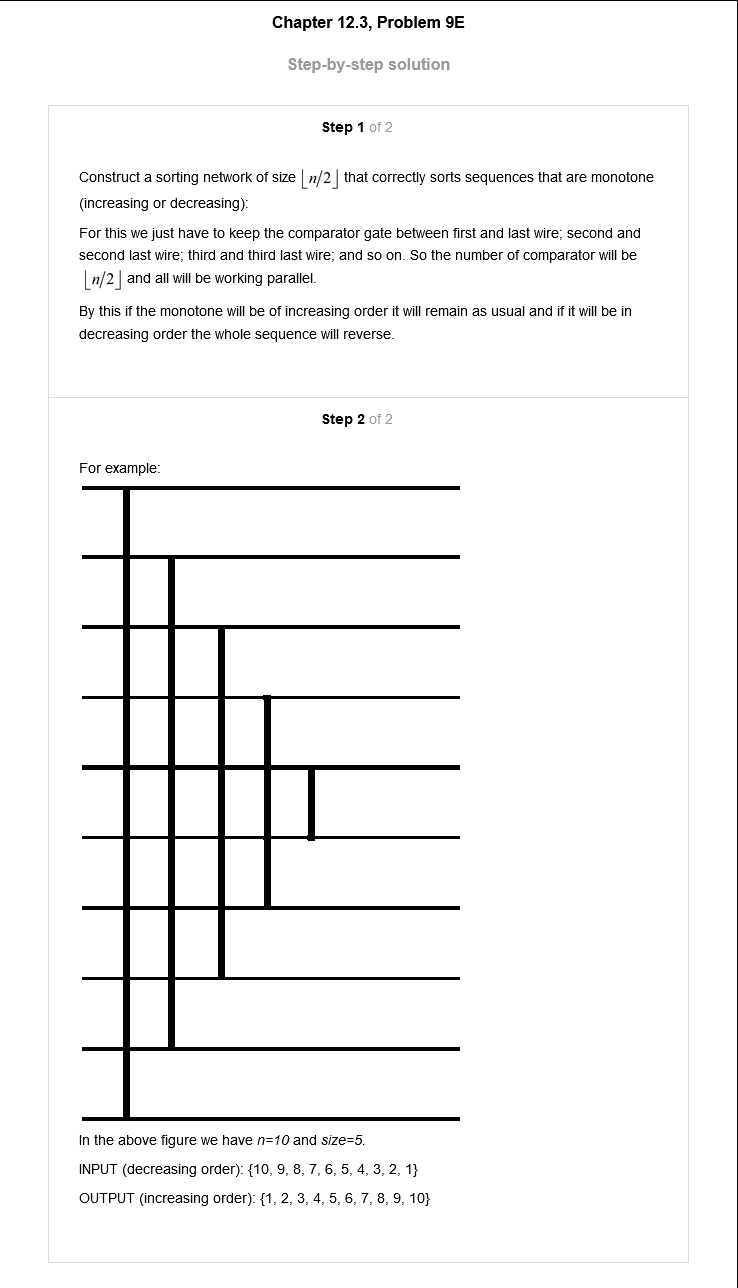 Chapter 12.3, Problem 9E
Step-by-step solution
Step 1 of 2
Construct a sorting network of size ⌊n/2⌋ that correctly sorts sequences that are monotone
(increasing or decreasing):
For this we just have to keep the comparator gate between first and last wire; second and
second last wire; third and third last wire; and so on. So the number of comparator will be
⌊n/2⌋ and all will be working parallel.
By this if the monotone will be of increasing order it will remain as usual and if it will be in
decreasing order the whole sequence will reverse.
Step 2 of 2
For example:
In the above figure we have n=10 and size=5.
INPUT (decreasing order): {10, 9, 8, 7, 6, 5, 4, 3, 2, 1}
OUTPUT (increasing order): {1, 2, 3, 4, 5, 6, 7, 8, 9, 10}